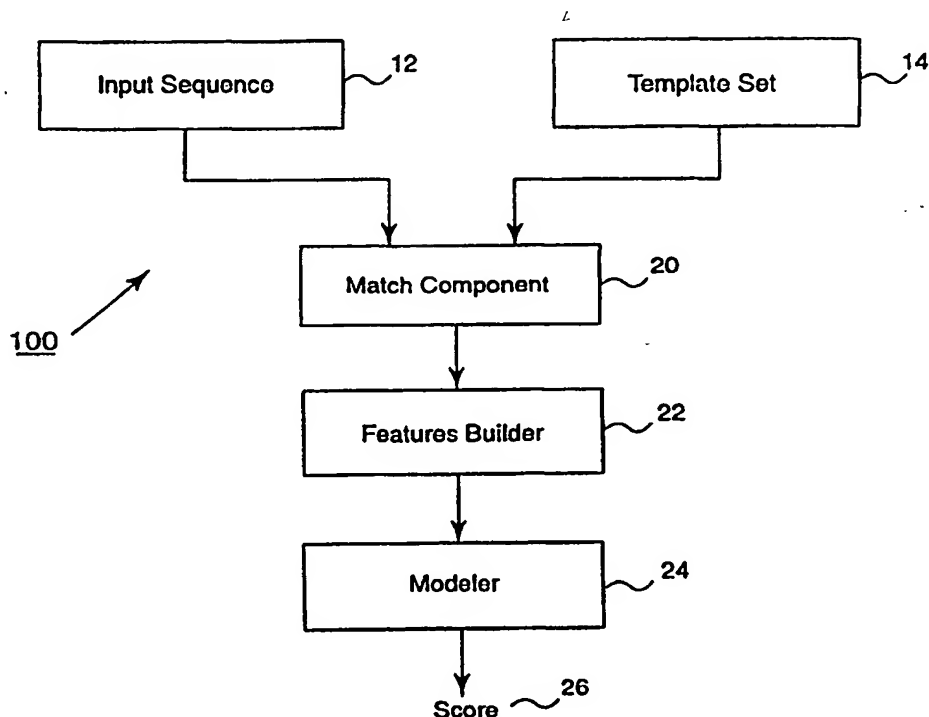 Input Sequence
12
Template Set
14
Match Component
20
100
Features Builder
22
Modeler
24
Score
26